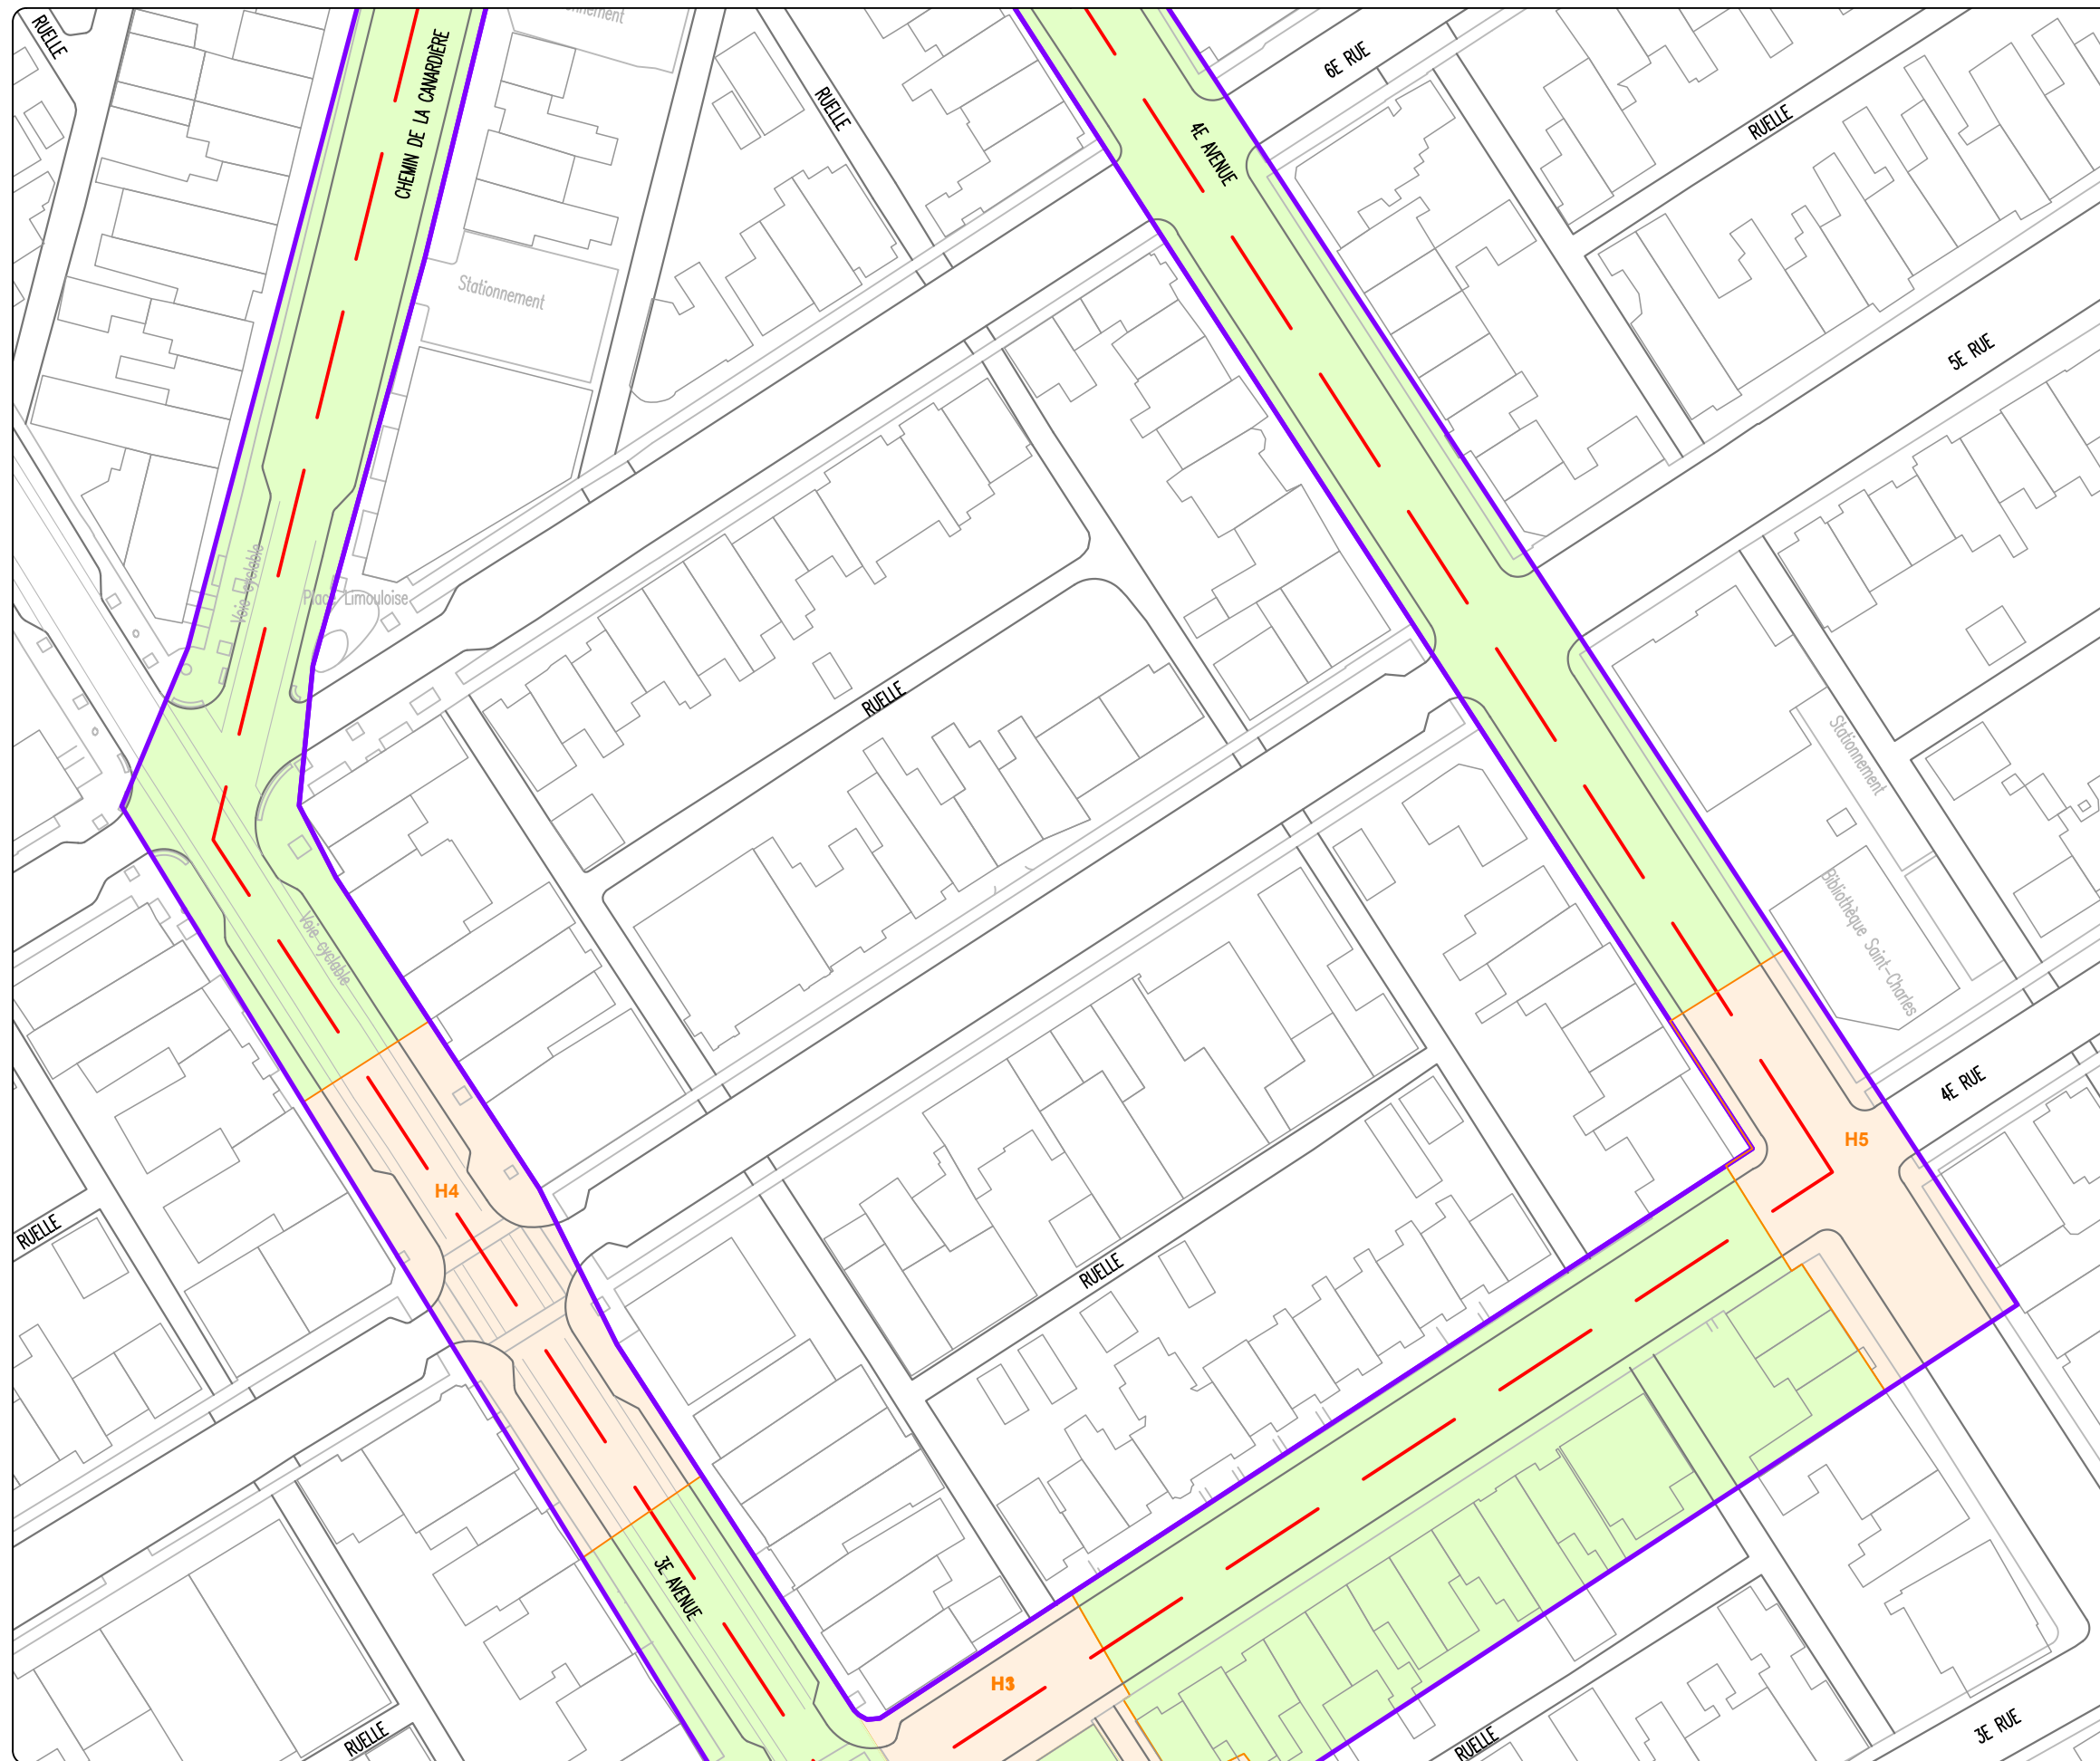 RUELLE
CHEMIN DE LA CANARDIÈRE
RUELLE
4E AVENUE
6E RUE
RUELLE
Stationnement
5E RUE
Voie cyclable
Place Limouloise
RUELLE
Stationnement
Voie cyclable
Bibliothèque Saint-Charles
4E RUE
H5
H4
RUELLE
RUELLE
3E AVENUE
H3
RUELLE
RUELLE
3E RUE